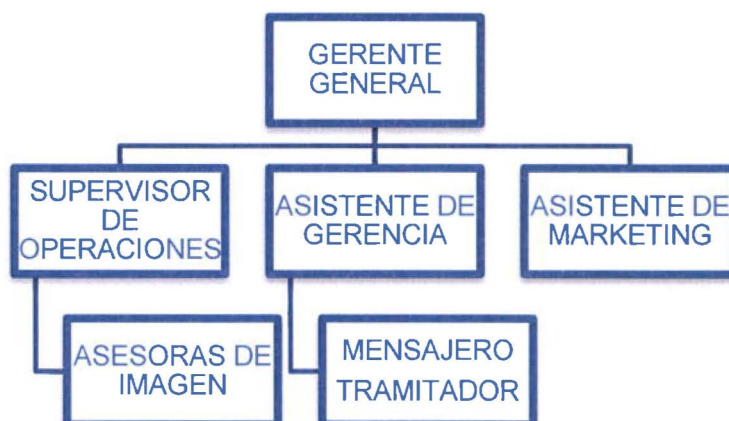 GERENTE
GENERAL
SUPERVISOR
DE
OPERACIONES
ASISTENTE DE
GERENCIA
ASISTENTE DE
MARKETING
ASESORAS DE
IMAGEN
MENSAJERO
TRAMITADOR